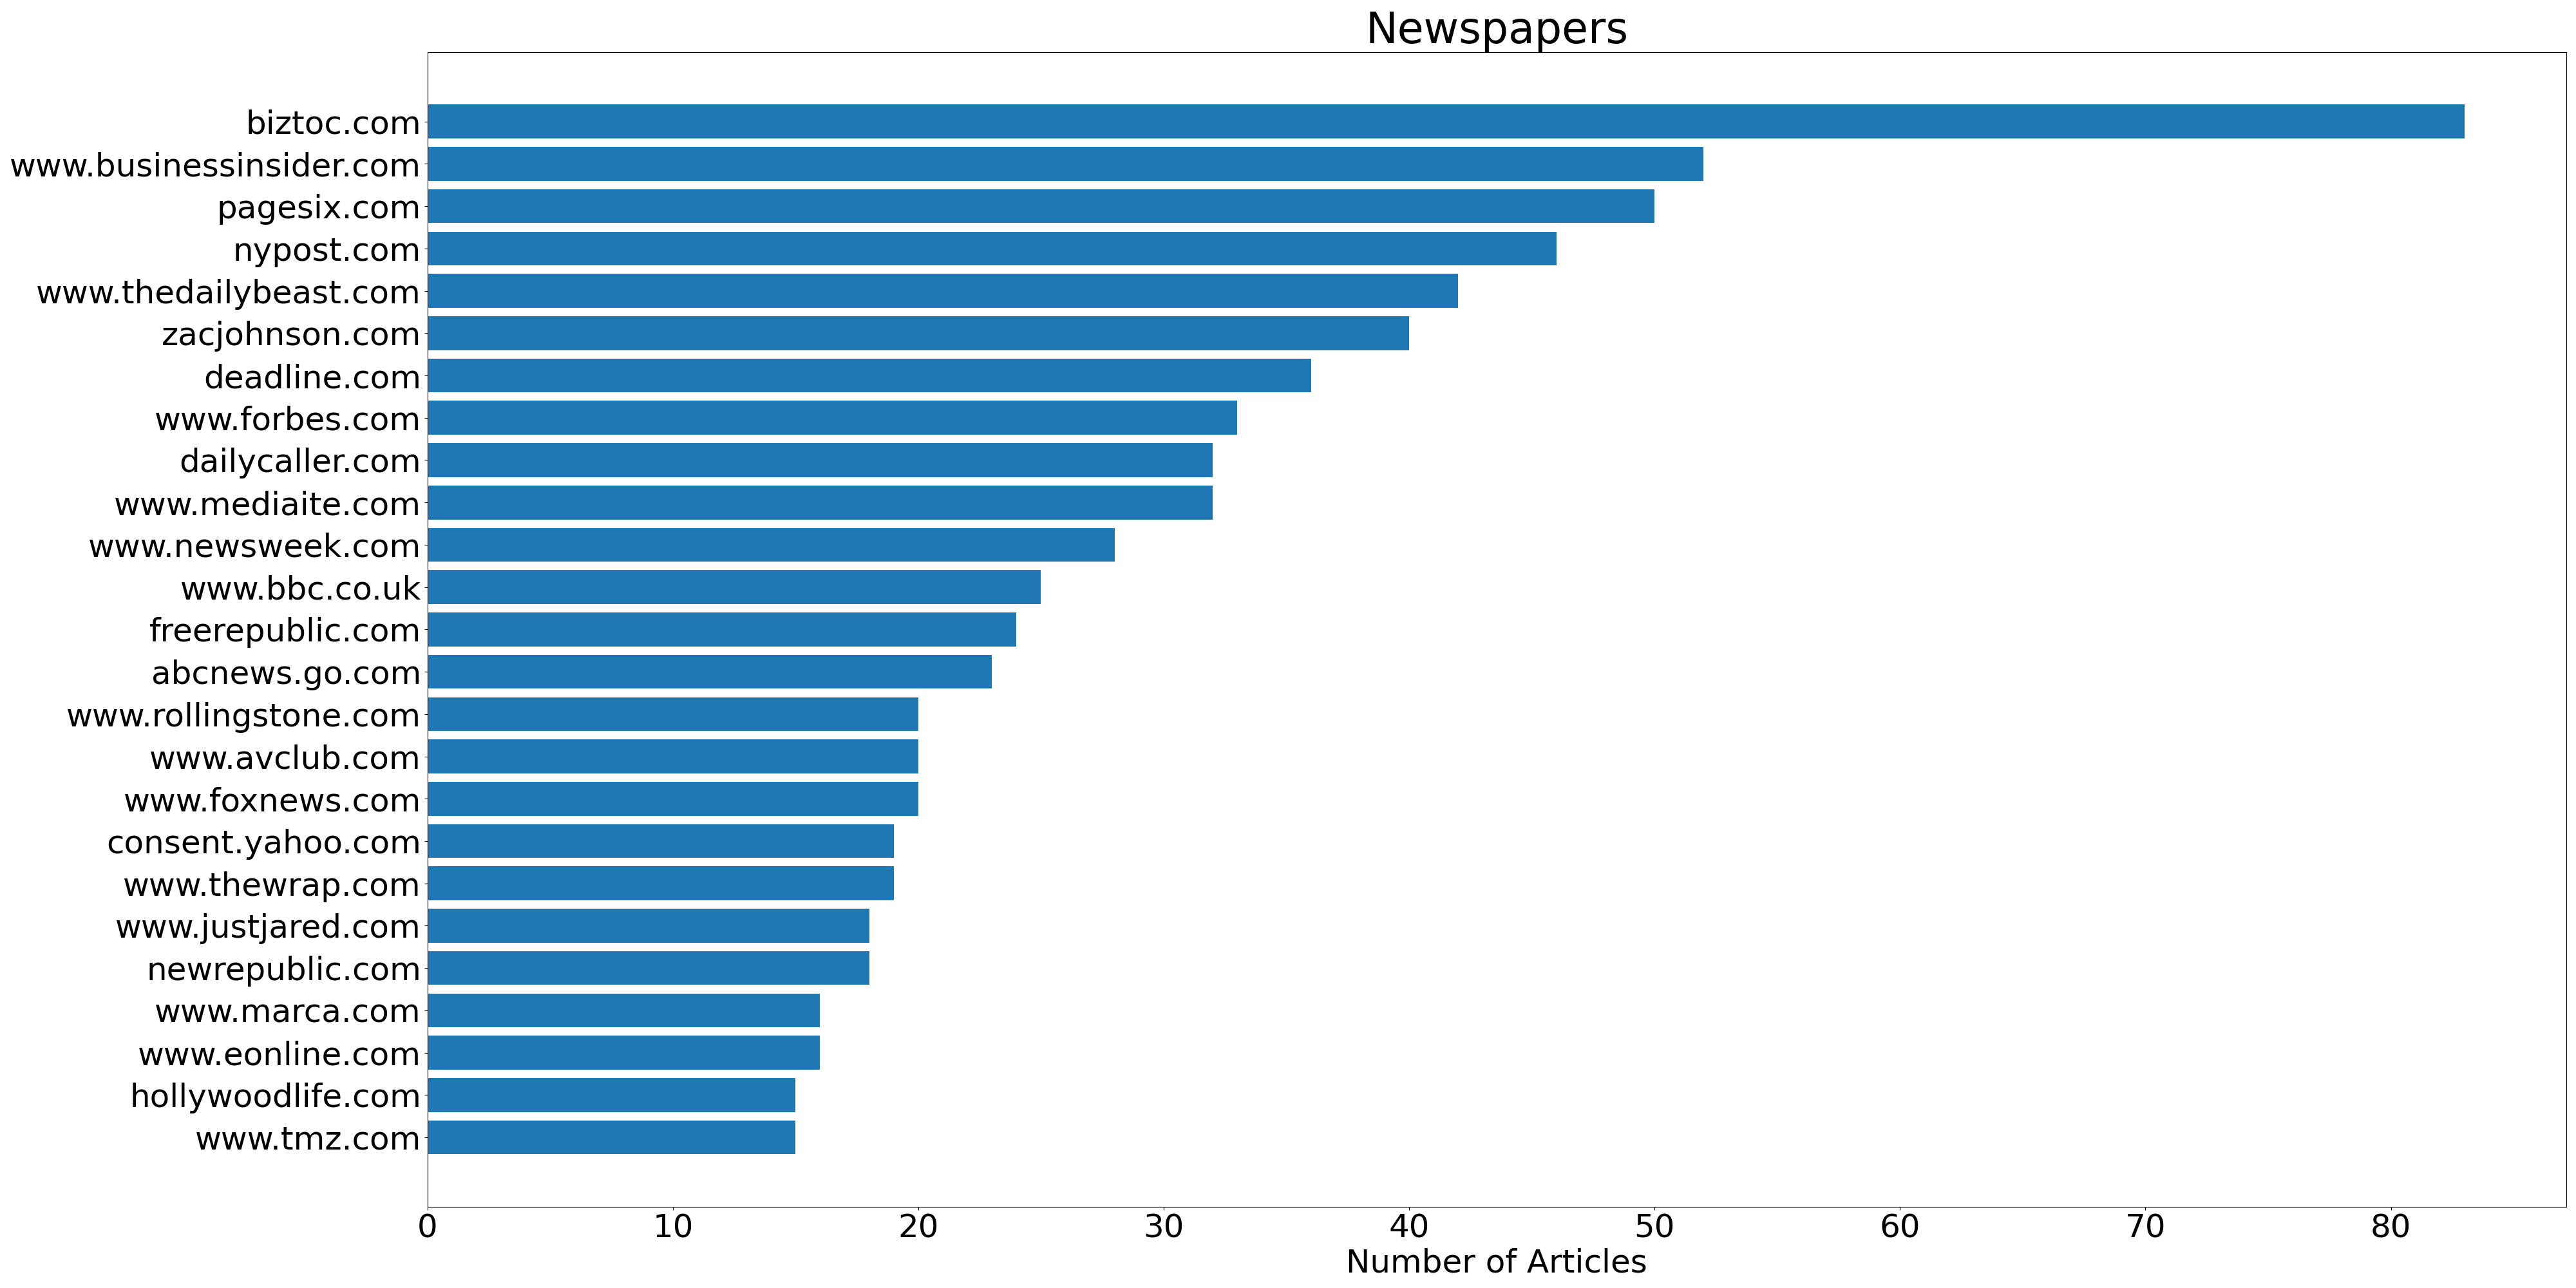 Newspapers
biztoc.com
www.businessinsider.com
pagesix.com
nypost.com
www.thedailybeast.com
zacjohnson.com
deadline.com
www.forbes.com
dailycaller.com
www.mediaite.com
www.newsweek.com
www.bbc.co.uk
freerepublic.com
abcnews.go.com
www.rollingstone.com
www.avclub.com
www.foxnews.com
consent.yahoo.com
www.thewrap.com
www.justjared.com
newrepublic.com
www.marca.com
www.eonline.com
hollywoodlife.com
www.tmz.com
0 10 20 30 40 50 60 70 80
Number of Articles